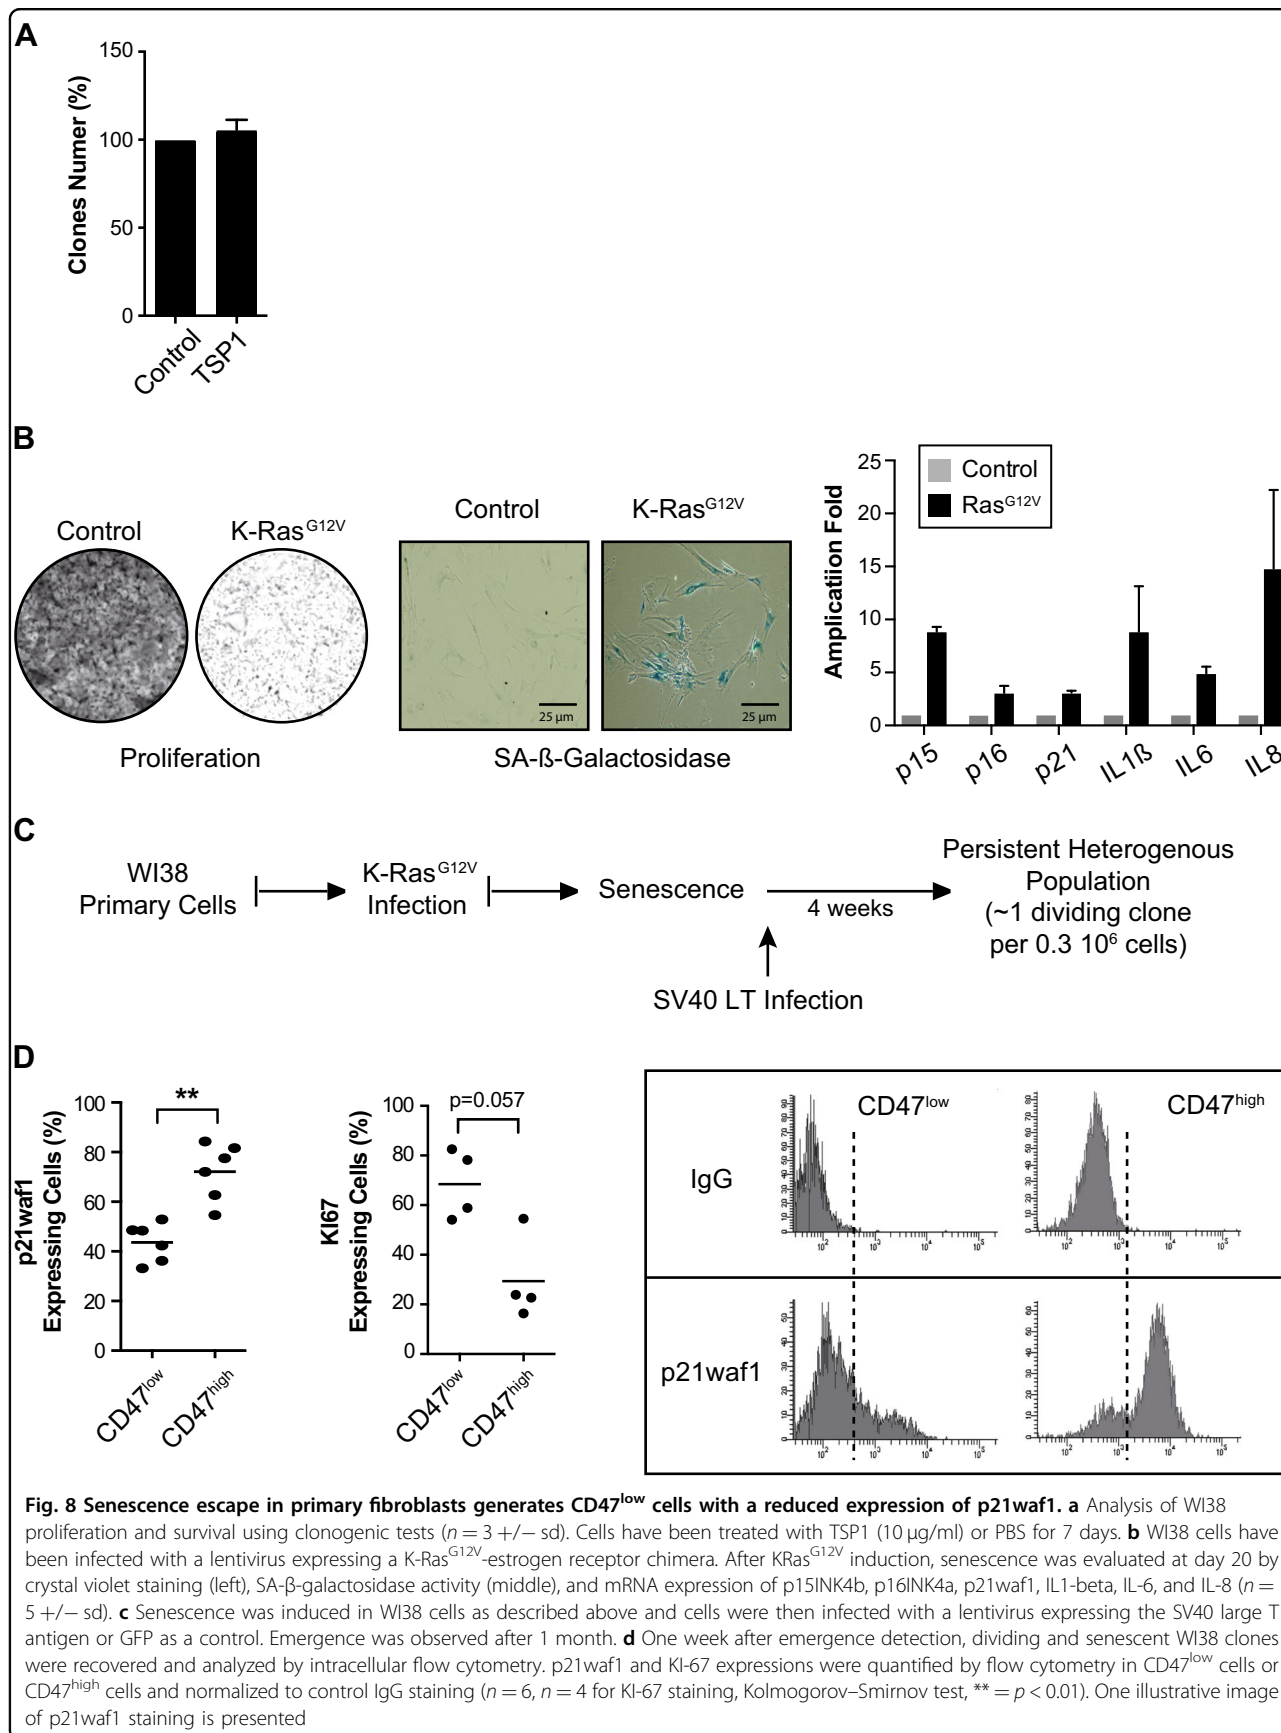 A
150
100
50
0
Clones Numer (%)
Control
TSP1
B
Control
K-Ras^G12V
Proliferation
Control
K-Ras^G12V
25 µm
25 µm
SA-ß-Galactosidase
Amplicatiion Fold
25
20
15
10
5
0
Control
Ras^G12V
p15
p16
p21
IL1ß
IL6
IL8
C
WI38
Primary Cells
K-Ras^G12V
Infection
Senescence
4 weeks
SV40 LT Infection
Persistent Heterogenous
Population
(~1 dividing clone
per 0.3 10⁶ cells)
D
p21waf1
Expressing Cells (%)
100
80
60
40
20
0
**
CD47^low
CD47^high
KI67
Expressing Cells (%)
100
80
60
40
20
0
p=0.057
CD47^low
CD47^high
CD47^low
CD47^high
IgG
p21waf1
Fig. 8 Senescence escape in primary fibroblasts generates CD47^low cells with a reduced expression of p21waf1. a Analysis of WI38
proliferation and survival using clonogenic tests (n = 3 +/− sd). Cells have been treated with TSP1 (10 µg/ml) or PBS for 7 days. b WI38 cells have
been infected with a lentivirus expressing a K-Ras^G12V-estrogen receptor chimera. After KRas^G12V induction, senescence was evaluated at day 20 by
crystal violet staining (left), SA-β-galactosidase activity (middle), and mRNA expression of p15INK4b, p16INK4a, p21waf1, IL1-beta, IL-6, and IL-8 (n =
5 +/− sd). c Senescence was induced in WI38 cells as described above and cells were then infected with a lentivirus expressing the SV40 large T
antigen or GFP as a control. Emergence was observed after 1 month. d One week after emergence detection, dividing and senescent WI38 clones
were recovered and analyzed by intracellular flow cytometry. p21waf1 and KI-67 expressions were quantified by flow cytometry in CD47^low cells or
CD47^high cells and normalized to control IgG staining (n = 6, n = 4 for KI-67 staining, Kolmogorov–Smirnov test, ** = p < 0.01). One illustrative image
of p21waf1 staining is presented